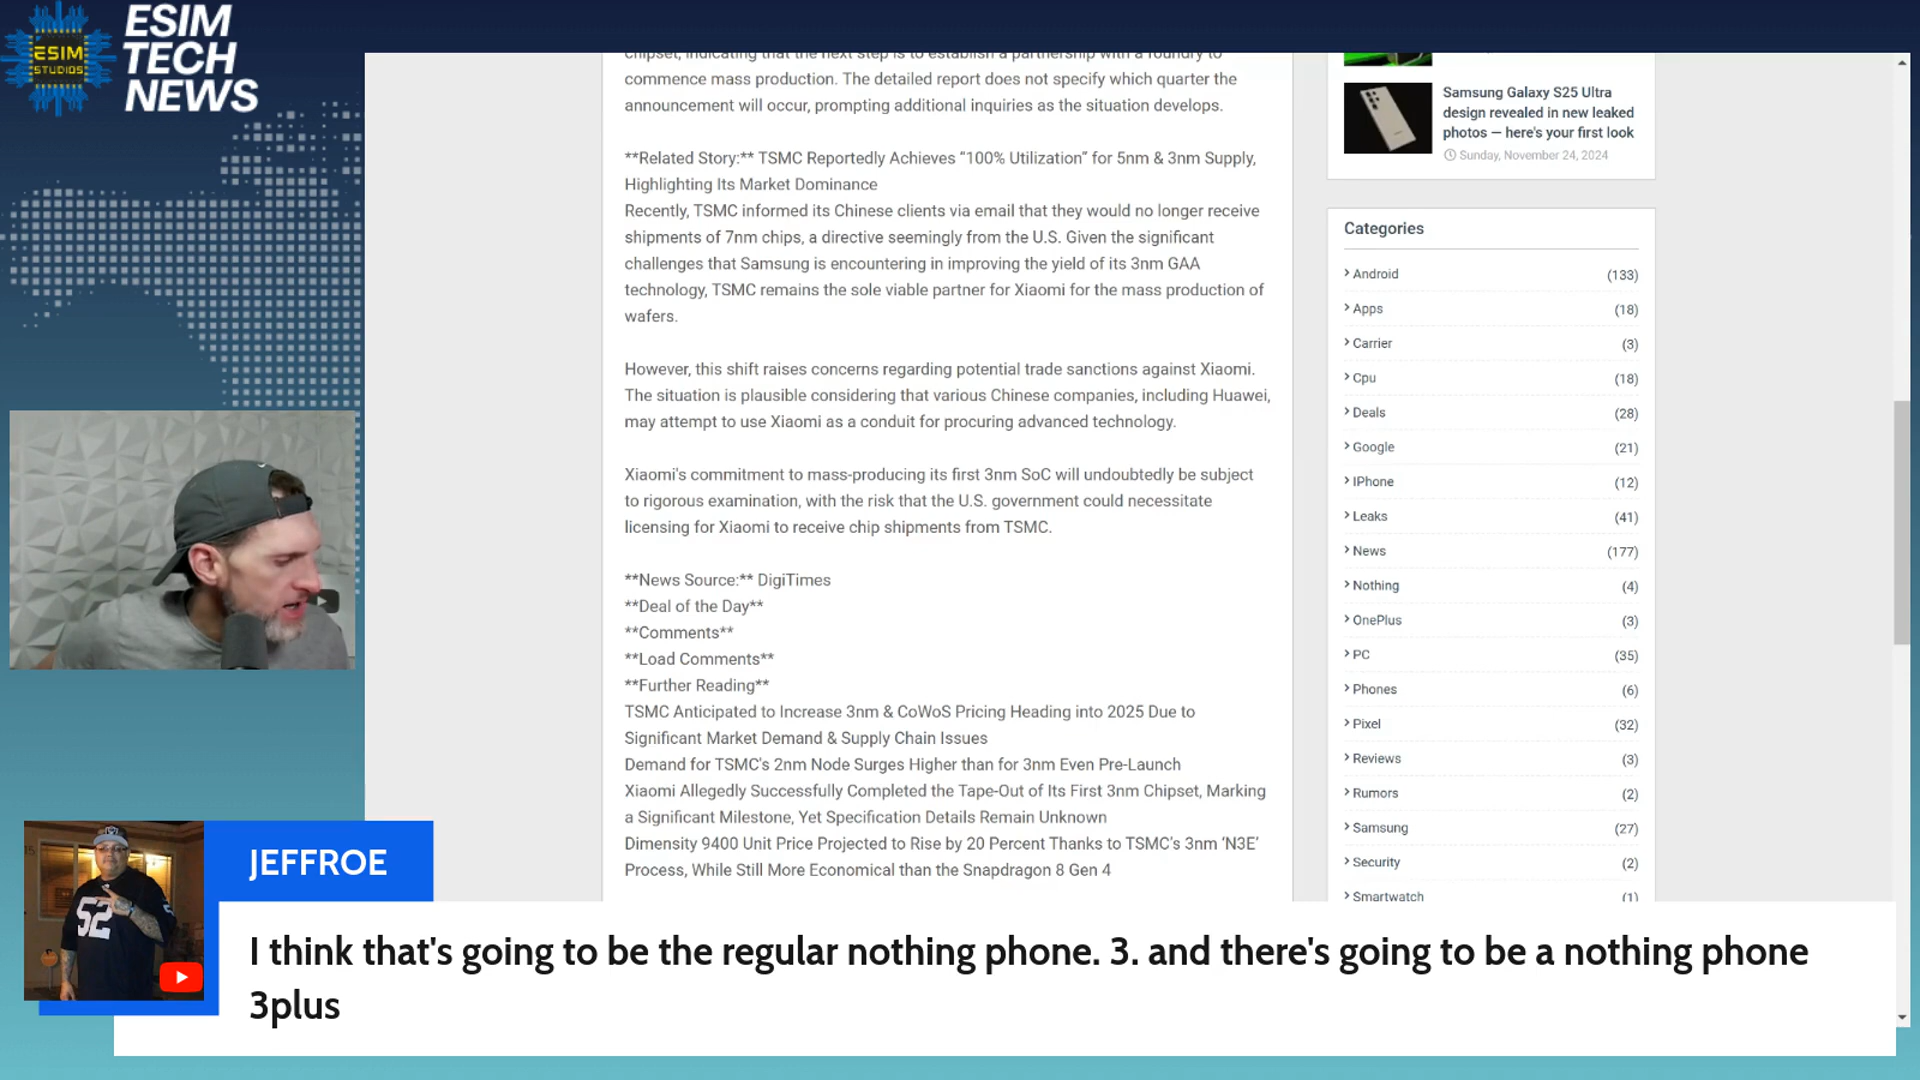 ESIM
TECH
NEWS
ESIM
STUDIOS
chipset, indicating that the next step is to establish a partnership with a foundry to
commence mass production. The detailed report does not specify which quarter the
announcement will occur, prompting additional inquiries as the situation develops.
**Related Story:** TSMC Reportedly Achieves “100% Utilization” for 5nm & 3nm Supply,
Highlighting Its Market Dominance
Recently, TSMC informed its Chinese clients via email that they would no longer receive
shipments of 7nm chips, a directive seemingly from the U.S. Given the significant
challenges that Samsung is encountering in improving the yield of its 3nm GAA
technology, TSMC remains the sole viable partner for Xiaomi for the mass production of
wafers.
However, this shift raises concerns regarding potential trade sanctions against Xiaomi.
The situation is plausible considering that various Chinese companies, including Huawei,
may attempt to use Xiaomi as a conduit for procuring advanced technology.
Xiaomi's commitment to mass-producing its first 3nm SoC will undoubtedly be subject
to rigorous examination, with the risk that the U.S. government could necessitate
licensing for Xiaomi to receive chip shipments from TSMC.
**News Source:** DigiTimes
**Deal of the Day**
**Comments**
**Load Comments**
**Further Reading**
TSMC Anticipated to Increase 3nm & CoWoS Pricing Heading into 2025 Due to
Significant Market Demand & Supply Chain Issues
Demand for TSMC's 2nm Node Surges Higher than for 3nm Even Pre-Launch
Xiaomi Allegedly Successfully Completed the Tape-Out of Its First 3nm Chipset, Marking
a Significant Milestone, Yet Specification Details Remain Unknown
Dimensity 9400 Unit Price Projected to Rise by 20 Percent Thanks to TSMC's 3nm ‘N3E’
Process, While Still More Economical than the Snapdragon 8 Gen 4
Samsung Galaxy S25 Ultra
design revealed in new leaked
photos — here's your first look
Sunday, November 24, 2024
Categories
Android (133)
Apps (18)
Carrier (3)
Cpu (18)
Deals (28)
Google (21)
IPhone (12)
Leaks (41)
News (177)
Nothing (4)
OnePlus (3)
PC (35)
Phones (6)
Pixel (32)
Reviews (3)
Rumors (2)
Samsung (27)
Security (2)
Smartwatch (1)
52
JEFFROE
I think that's going to be the regular nothing phone. 3. and there's going to be a nothing phone
3plus